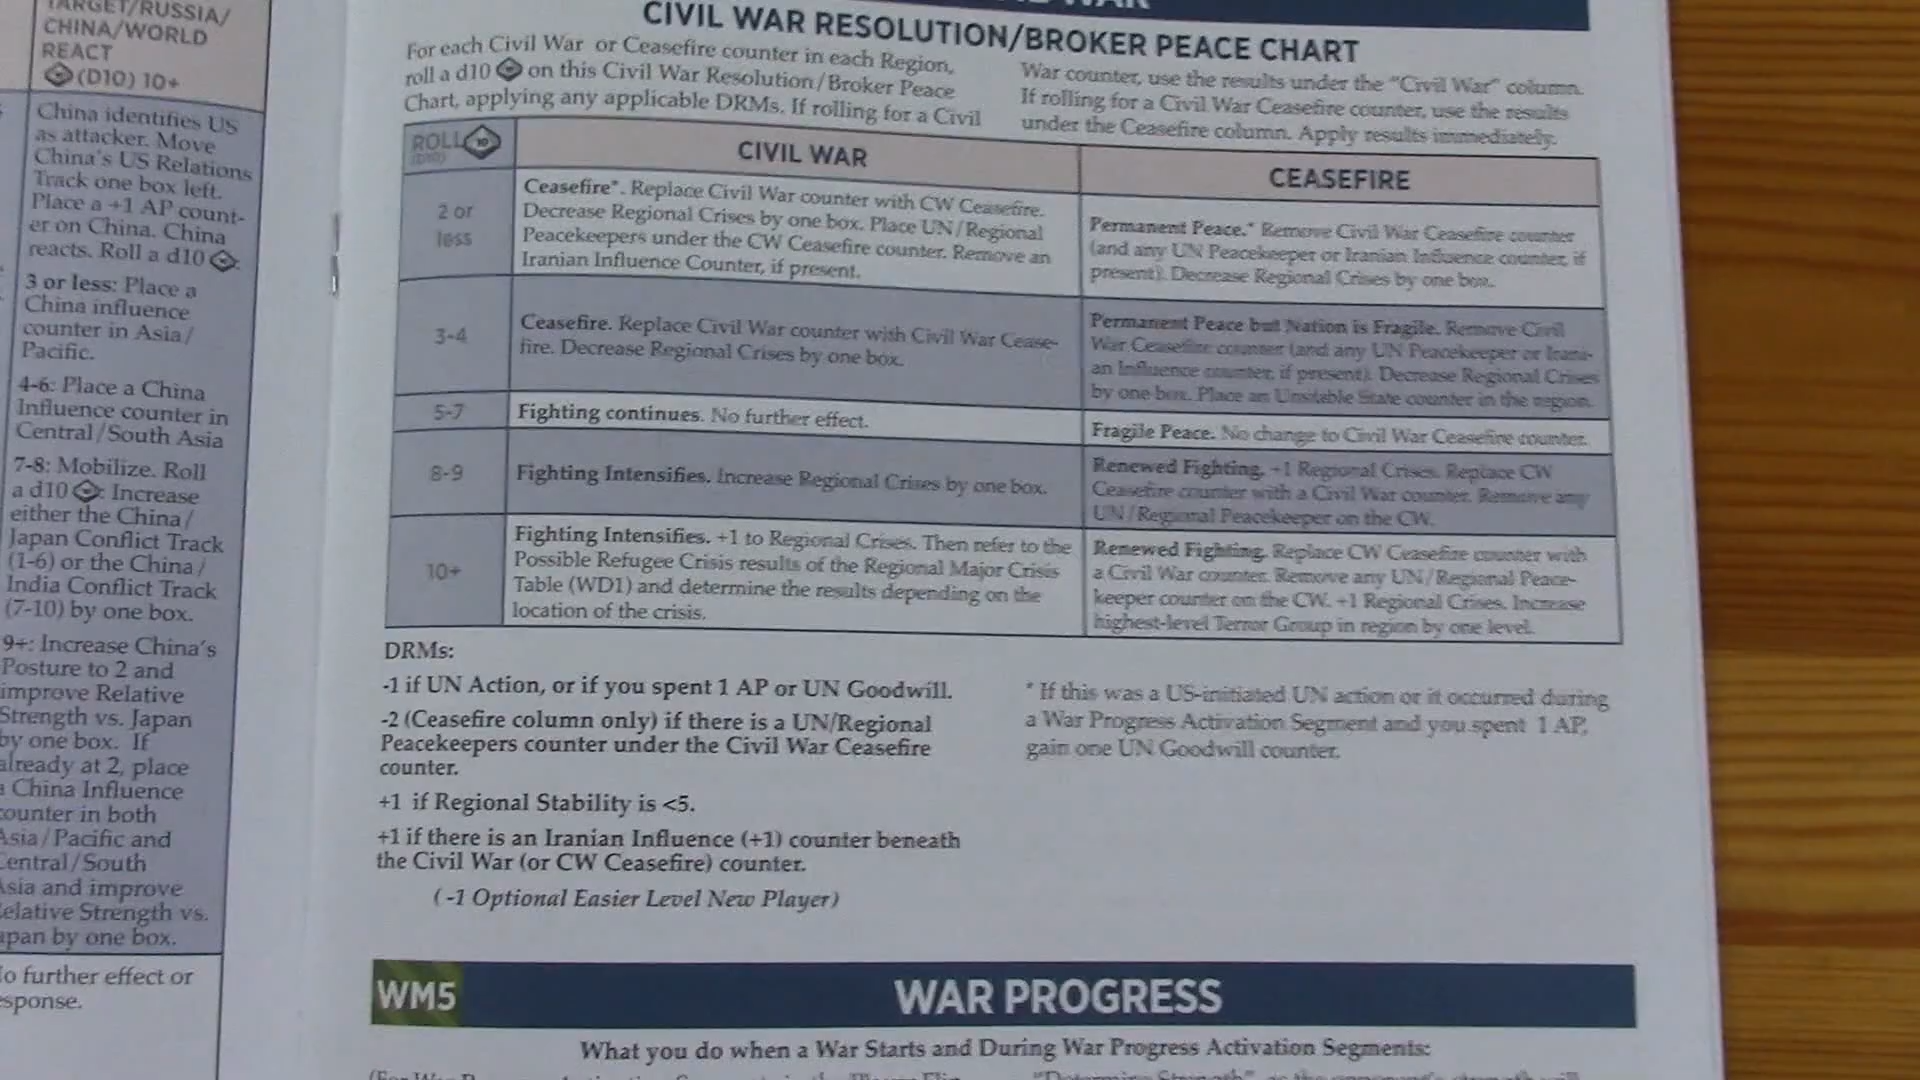 TARGET/RUSSIA/
CHINA/WORLD
REACT
(D10) 10+
China identifies US
as attacker. Move
China's US Relations
Track one box left.
Place a +1 AP count-
er on China. China
reacts. Roll a d10
3 or less: Place a
China influence
counter in Asia/
Pacific.
4-6: Place a China
Influence counter in
Central/South Asia
7-8: Mobilize. Roll
a d10 : Increase
either the China/
Japan Conflict Track
(1-6) or the China/
India Conflict Track
(7-10) by one box.
9+: Increase China's
Posture to 2 and
improve Relative
Strength vs. Japan
by one box. If
already at 2, place
a China Influence
counter in both
Asia/Pacific and
Central/South
Asia and improve
Relative Strength vs.
Japan by one box.
No further effect or
response.
WAR
CIVIL WAR RESOLUTION/BROKER PEACE CHART
For each Civil War or Ceasefire counter in each Region,
roll a d10 on this Civil War Resolution/Broker Peace
Chart, applying any applicable DRMs. If rolling for a Civil
War counter, use the results under the "Civil War" column.
If rolling for a Civil War Ceasefire counter, use the results
under the Ceasefire column. Apply results immediately.
ROLL 10
(D10)
CIVIL WAR
CEASEFIRE
2 or
less
Ceasefire*. Replace Civil War counter with CW Ceasefire.
Decrease Regional Crises by one box. Place UN/Regional
Peacekeepers under the CW Ceasefire counter. Remove an
Iranian Influence Counter, if present.
Permanent Peace.* Remove Civil War Ceasefire counter
(and any UN Peacekeeper or Iranian Influence counter, if
present). Decrease Regional Crises by one box.
3-4
Ceasefire. Replace Civil War counter with Civil War Cease-
fire. Decrease Regional Crises by one box.
Permanent Peace but Nation is Fragile. Remove Civil
War Ceasefire counter (and any UN Peacekeeper or Irani-
an Influence counter, if present). Decrease Regional Crises
by one box. Place an Unstable State counter in the region.
5-7
Fighting continues. No further effect.
Fragile Peace. No change to Civil War Ceasefire counter.
8-9
Fighting Intensifies. Increase Regional Crises by one box.
Renewed Fighting. +1 Regional Crises. Replace CW
Ceasefire counter with a Civil War counter. Remove any
UN/Regional Peacekeeper on the CW.
10+
Fighting Intensifies. +1 to Regional Crises. Then refer to the
Possible Refugee Crisis results of the Regional Major Crisis
Table (WD1) and determine the results depending on the
location of the crisis.
Renewed Fighting. Replace CW Ceasefire counter with
a Civil War counter. Remove any UN/Regional Peace-
keeper counter on the CW. +1 Regional Crises. Increase
highest-level Terror Group in region by one level.
DRMs:
-1 if UN Action, or if you spent 1 AP or UN Goodwill.
-2 (Ceasefire column only) if there is a UN/Regional
Peacekeepers counter under the Civil War Ceasefire
counter.
+1 if Regional Stability is <5.
+1 if there is an Iranian Influence (+1) counter beneath
the Civil War (or CW Ceasefire) counter.
(-1 Optional Easier Level New Player)
* If this was a US-initiated UN action or it occurred during
a War Progress Activation Segment and you spent 1 AP,
gain one UN Goodwill counter.
WM5
WAR PROGRESS
What you do when a War Starts and During War Progress Activation Segments: